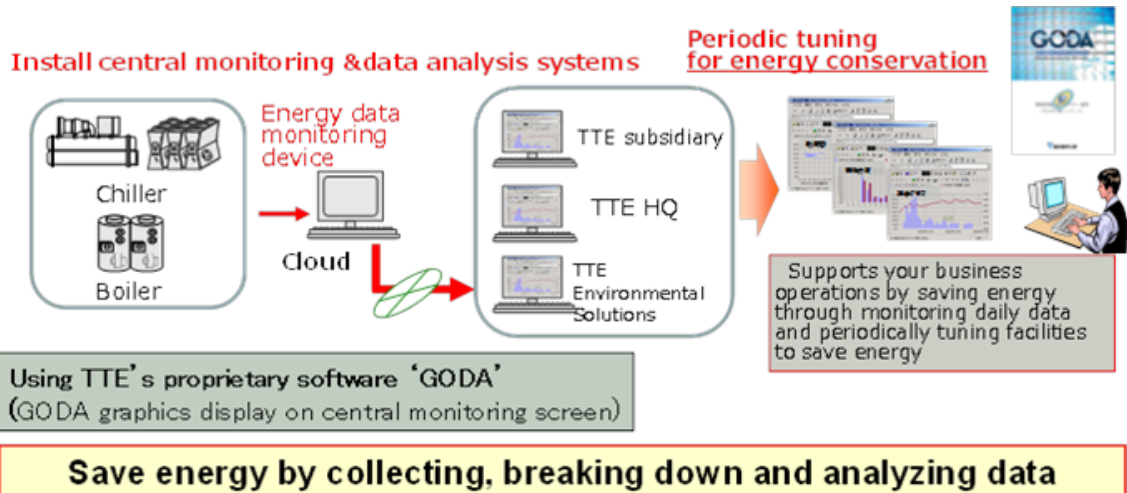 Install central monitoring &data analysis systems
Periodic tuning
for energy conservation
GODA
Energy data
monitoring
device
Chiller
Boiler
Cloud
TTE subsidiary
TTE HQ
TTE
Environmental
Solutions
Supports your business
operations by saving energy
through monitoring daily data
and periodically tuning facilities
to save energy
Using TTE's proprietary software ‘GODA’
(GODA graphics display on central monitoring screen)
Save energy by collecting, breaking down and analyzing data